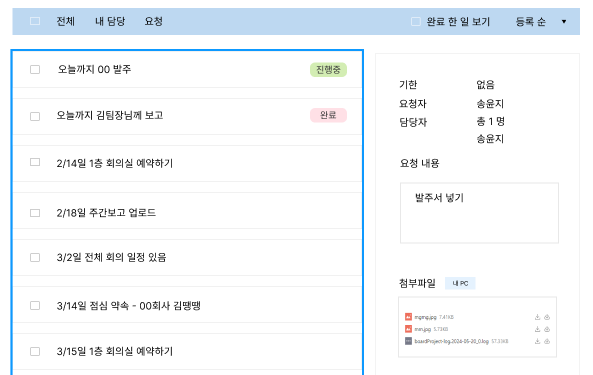 전체 내 담당 요청 완료 한 일 보기 등록 순
오늘까지 00 발주 진행중
오늘까지 김팀장님께 보고 완료
2/14일 1층 회의실 예약하기
2/18일 주간보고 업로드
3/2일 전체 회의 일정 있음
3/14일 점심 약속 - 00회사 김땡땡
3/15일 1층 회의실 예약하기
기한 없음
요청자 송윤지
담당자 총 1 명
송윤지
요청 내용
발주서 넣기
첨부파일 내 PC
mgmg.jpg 7.41KB
mm.jpg 5.73KB
boardProject-log.2024-05-20_0.log 57.33KB